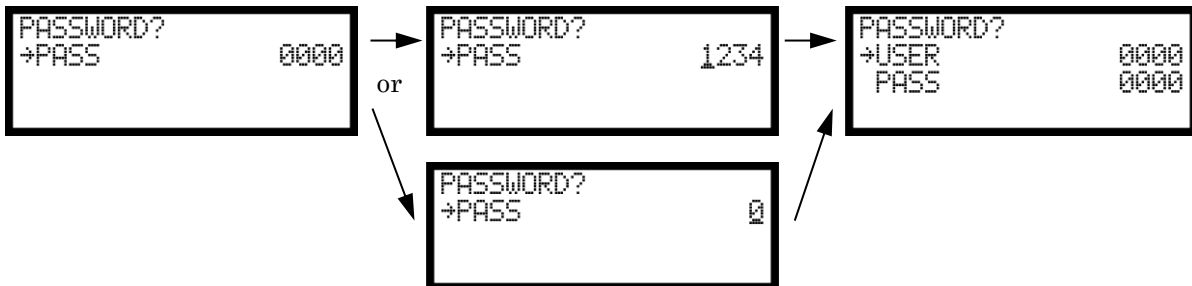 PASSWORD?
→PASS 0000
or
PASSWORD?
→PASS 1234
PASSWORD?
→USER 0000
PASS 0000
PASSWORD?
→PASS 0